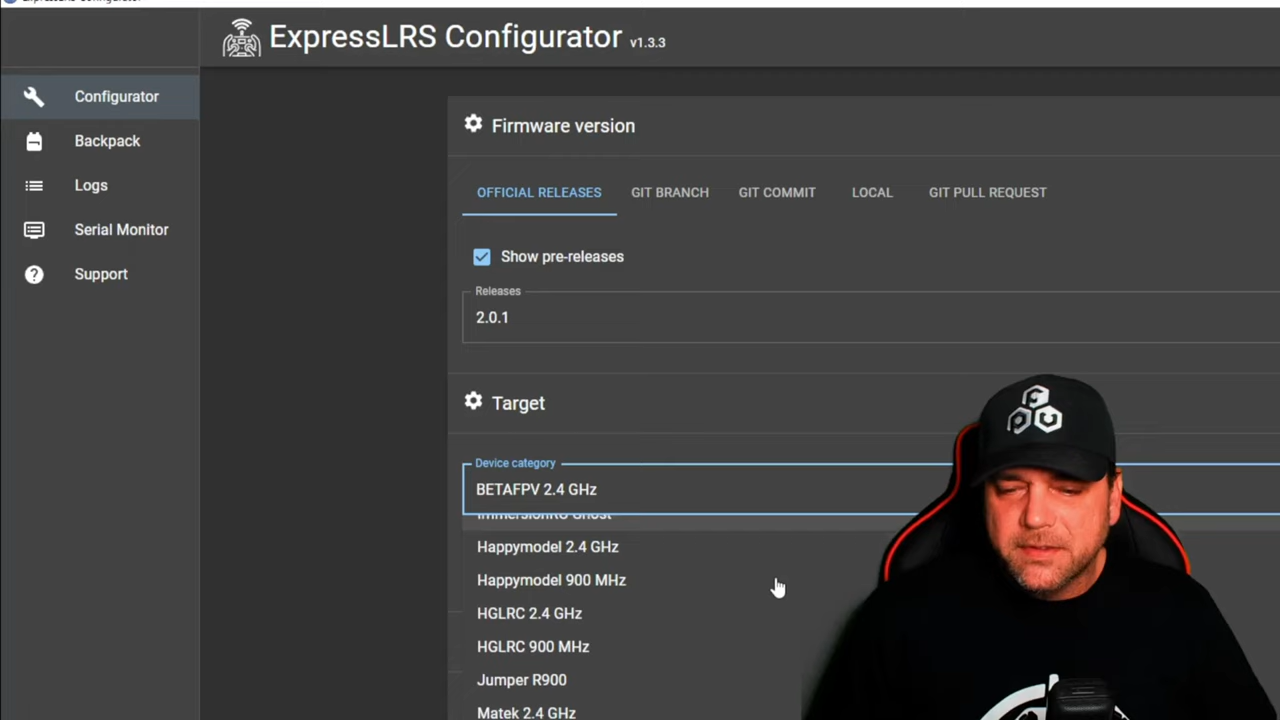 ExpressLRS Configurator v1.3.3
Configurator
Backpack
Logs
Serial Monitor
Support
Firmware version
OFFICIAL RELEASES GIT BRANCH GIT COMMIT LOCAL GIT PULL REQUEST
Show pre-releases
Releases
2.0.1
Target
Device category
BETAFPV 2.4 GHz
ImmersionRC Ghost
Happymodel 2.4 GHz
Happymodel 900 MHz
HGLRC 2.4 GHz
HGLRC 900 MHz
Jumper R900
Matek 2.4 GHz